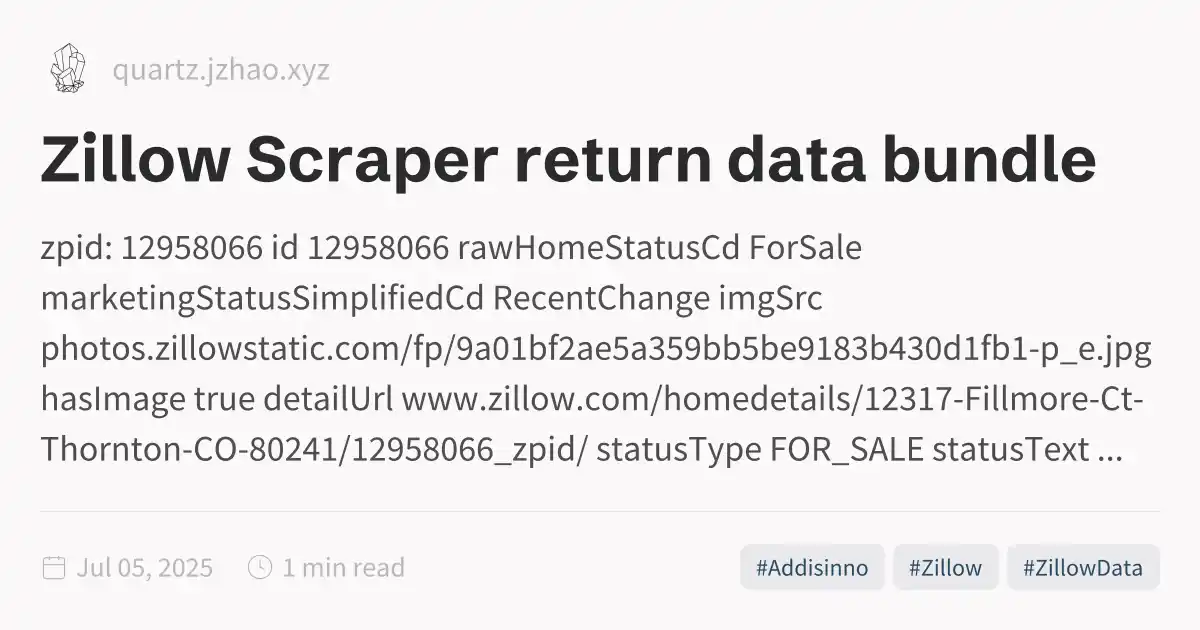 quartz.jzhao.xyz
Zillow Scraper return data bundle
zpid: 12958066 id 12958066 rawHomeStatusCd ForSale
marketingStatusSimplifiedCd RecentChange imgSrc
photos.zillowstatic.com/fp/9a01bf2ae5a359bb5be9183b430d1fb1-p_e.jpg
hasImage true detailUrl www.zillow.com/homedetails/12317-Fillmore-Ct-
Thornton-CO-80241/12958066_zpid/ statusType FOR_SALE statusText ...
Jul 05, 2025 1 min read #Addisinno #Zillow #ZillowData